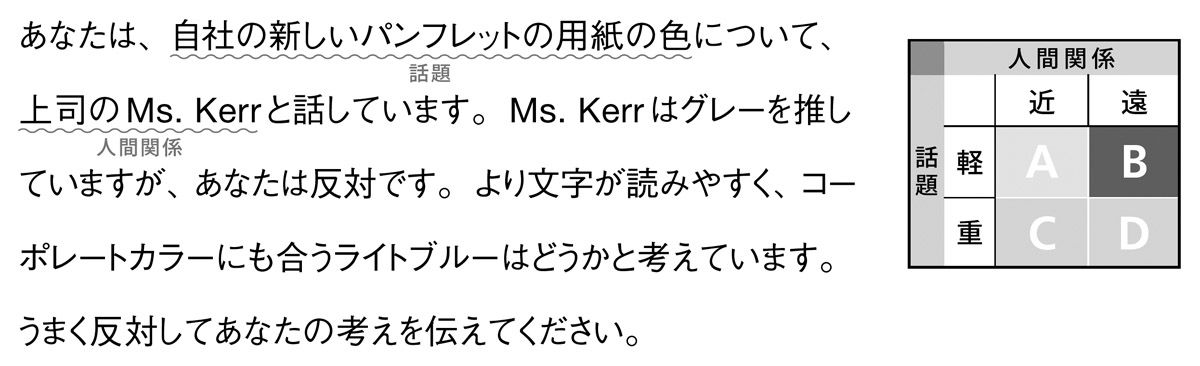 あなたは、自社の新しいパンフレットの用紙の色について、
話題
上司のMs. Kerrと話しています。Ms. Kerrはグレーを推し
人間関係
ていますが、あなたは反対です。より文字が読みやすく、コー
ポレートカラーにも合うライトブルーはどうかと考えています。
うまく反対してあなたの考えを伝えてください。
人間関係
近 遠
話題
軽 A B
重 C D